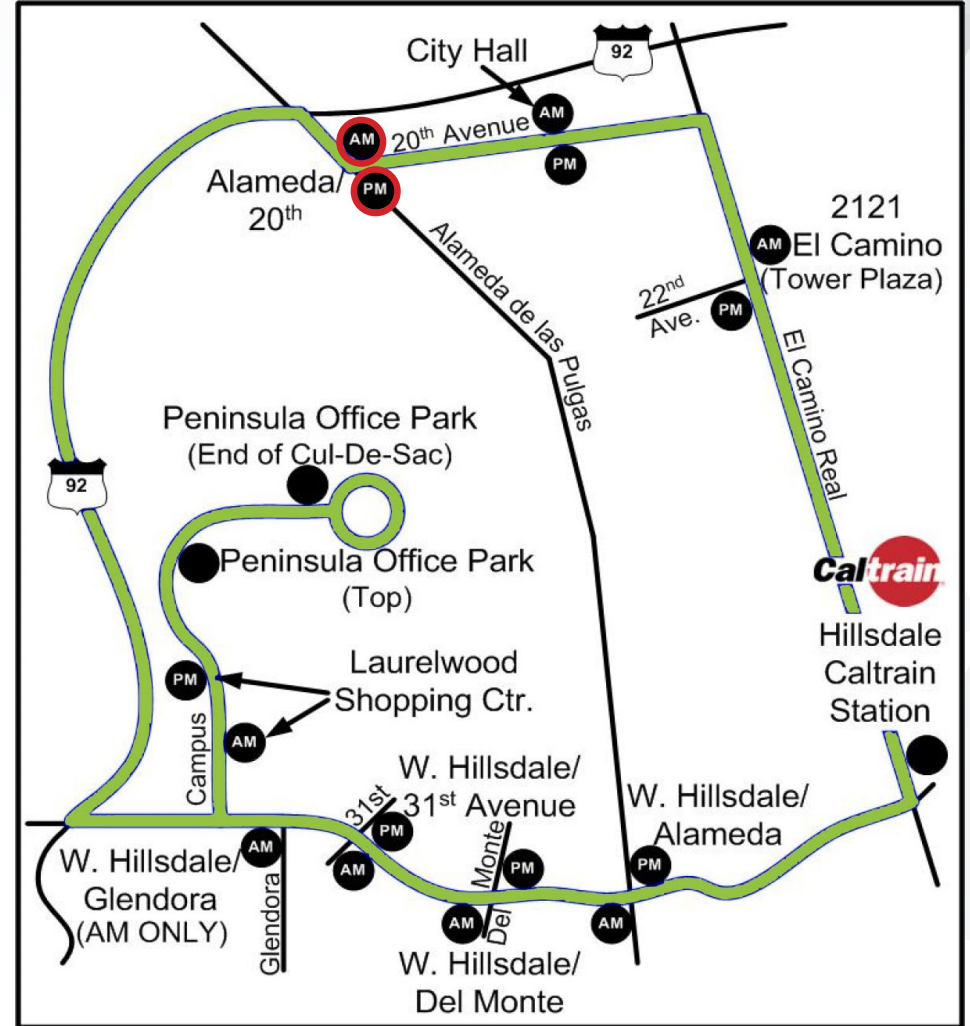 92
City Hall
AM
AM
20th Avenue
PM
PM
Alameda/
20th
2121
El Camino
(Tower Plaza)
AM
22nd
Ave.
PM
Alameda de las
Pulgas
El Camino Real
Peninsula Office Park
(End of Cul-De-Sac)
92
Peninsula Office Park
(Top)
Caltrain
Hillsdale
Caltrain
Station
Laurelwood
Shopping Ctr.
PM
AM
Campus
W. Hillsdale/
31st Avenue
31st
PM
AM
W. Hillsdale/
Alameda
PM
AM
W. Hillsdale/
Glendora
(AM ONLY)
AM
Glendora
Del Monte
PM
AM
W. Hillsdale/
Del Monte